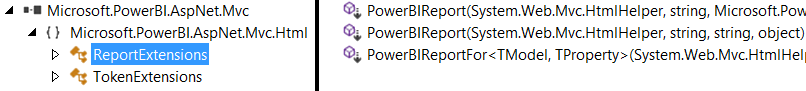 Microsoft.PowerBI.AspNet.Mvc
{ } Microsoft.PowerBI.AspNet.Mvc.Html
ReportExtensions
TokenExtensions
PowerBIReport(System.Web.Mvc.HtmlHelper, string, Microsoft.Pow
PowerBIReport(System.Web.Mvc.HtmlHelper, string, string, object)
PowerBIReportFor<TModel, TProperty>(System.Web.Mvc.HtmlHelp